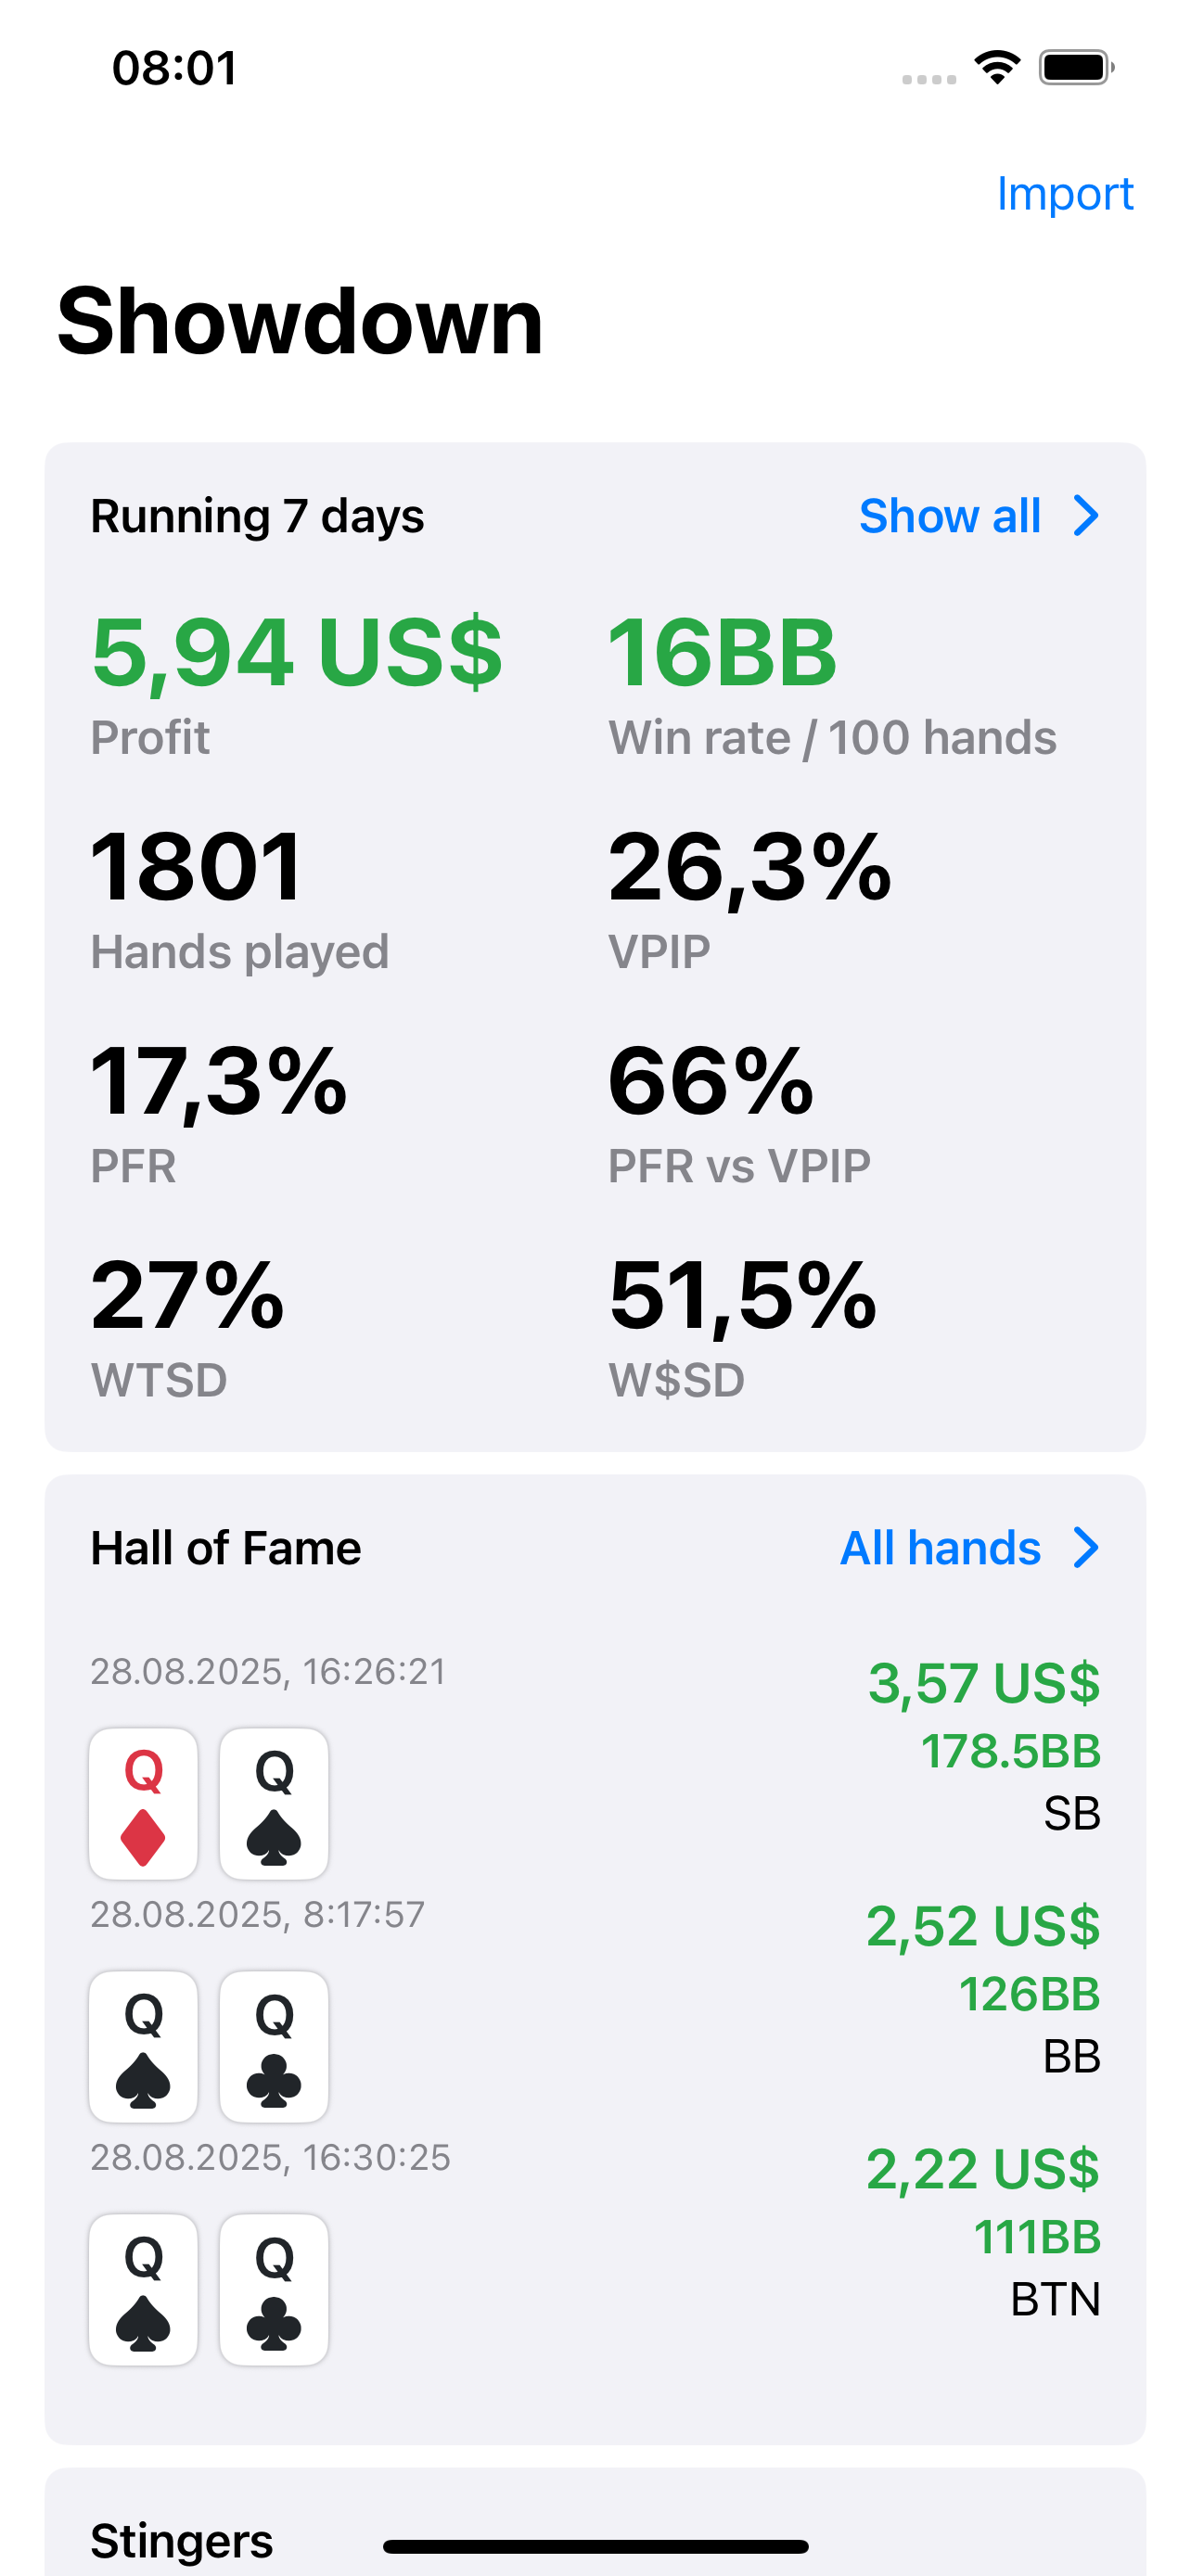 08:01
Import
Showdown
Running 7 days
Show all
5,94 US$
16BB
Profit
Win rate / 100 hands
1801
26,3%
Hands played
VPIP
17,3%
66%
PFR
PFR vs VPIP
27%
51,5%
WTSD
W$SD
Hall of Fame
All hands
28.08.2025, 16:26:21
3,57 US$
Q
Q
178.5BB
SB
28.08.2025, 8:17:57
2,52 US$
Q
Q
126BB
BB
28.08.2025, 16:30:25
2,22 US$
Q
Q
111BB
BTN
Stingers